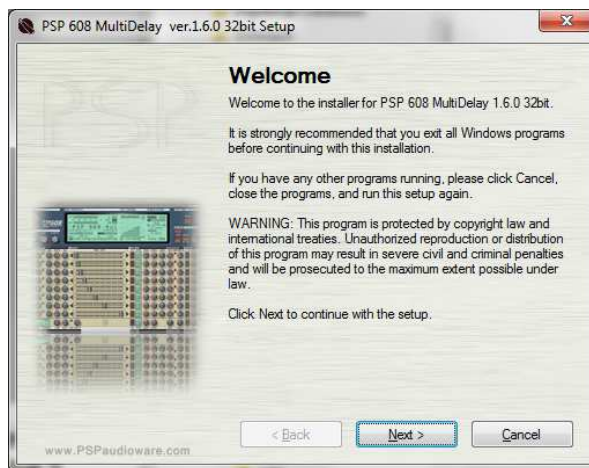 PSP 608 MultiDelay ver.1.6.0 32bit Setup
PSP
Welcome
Welcome to the installer for PSP 608 MultiDelay 1.6.0 32bit.
It is strongly recommended that you exit all Windows programs
before continuing with this installation.
If you have any other programs running, please click Cancel,
close the programs, and run this setup again.
WARNING: This program is protected by copyright law and
international treaties. Unauthorized reproduction or distribution
of this program may result in severe civil and criminal penalties
and will be prosecuted to the maximum extent possible under
law.
Click Next to continue with the setup.
www.PSPaudioware.com
< Back
Next >
Cancel